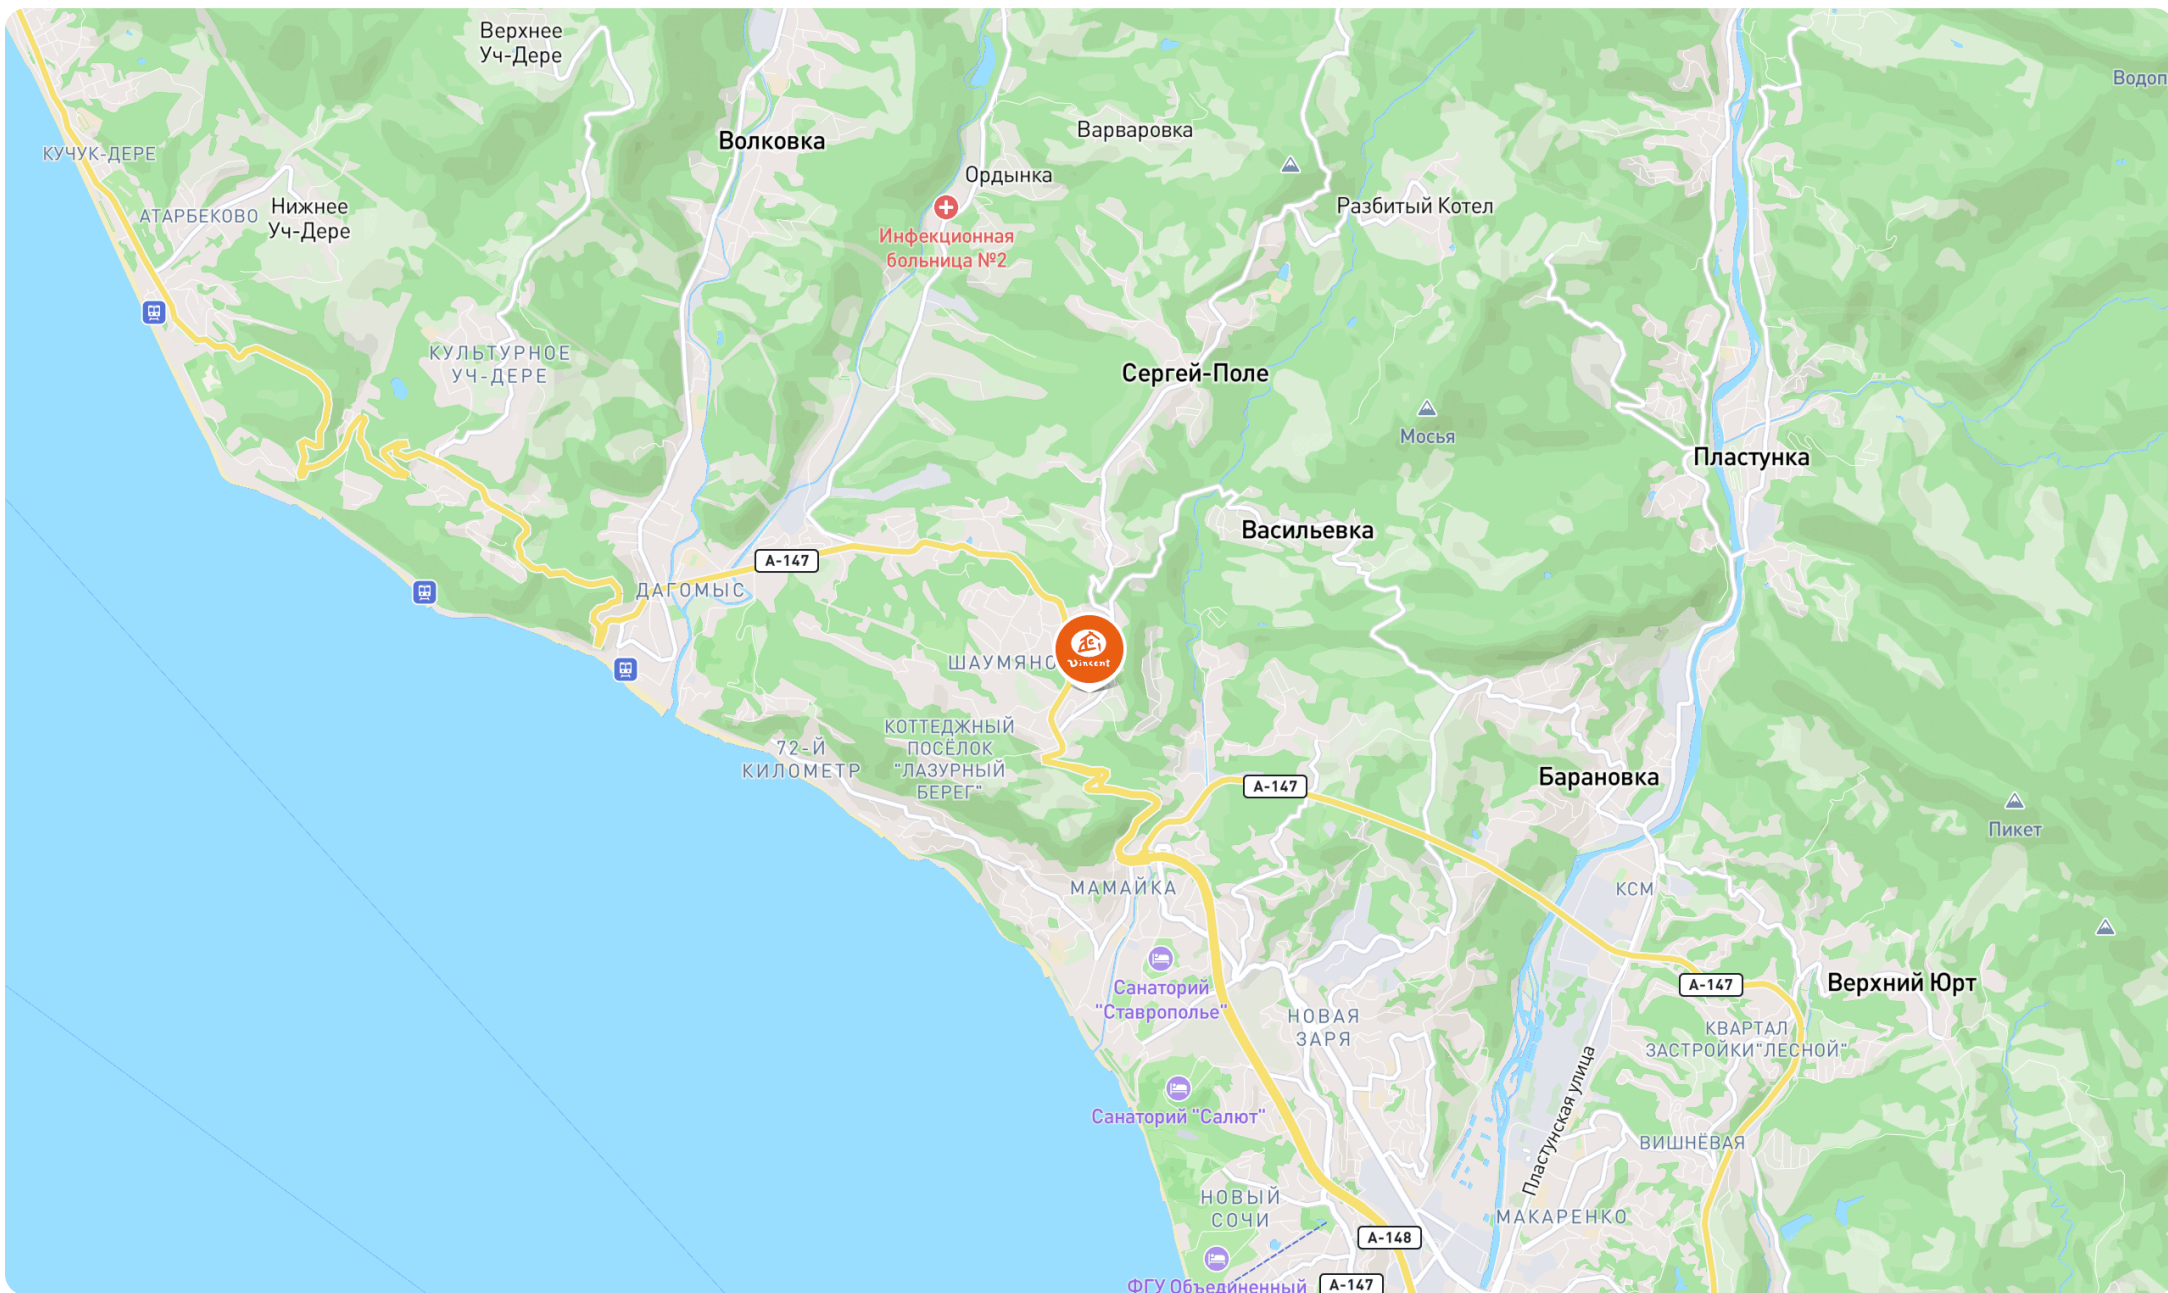 Верхнее
Уч-Дере
Водоп
Волковка
Варваровка
КУЧУК-ДЕРЕ
Ордынка
АТАРБЕКОВО
Нижнее
Уч-Дере
Разбитый Котел
Инфекционная
больница №2
КУЛЬТУРНОЕ
УЧ-ДЕРЕ
Сергей-Поле
Мосья
Пластунка
Васильевка
А-147
ДАГОМЫС
ШАУМЯНО
Vincent
КОТТЕДЖНЫЙ
ПОСЁЛОК
"ЛАЗУРНЫЙ
БЕРЕГ"
72-Й
КИЛОМЕТР
А-147
Барановка
Пикет
МАМАЙКА
КСМ
Санаторий
"Ставрополье"
А-147
Верхний Юрт
НОВАЯ
ЗАРЯ
КВАРТАЛ
ЗАСТРОЙКИ"ЛЕСНОЙ"
Пластунская улица
Санаторий "Салют"
ВИШНЁВАЯ
НОВЫЙ
СОЧИ
МАКАРЕНКО
А-148
ФГУ Объединенный
А-147